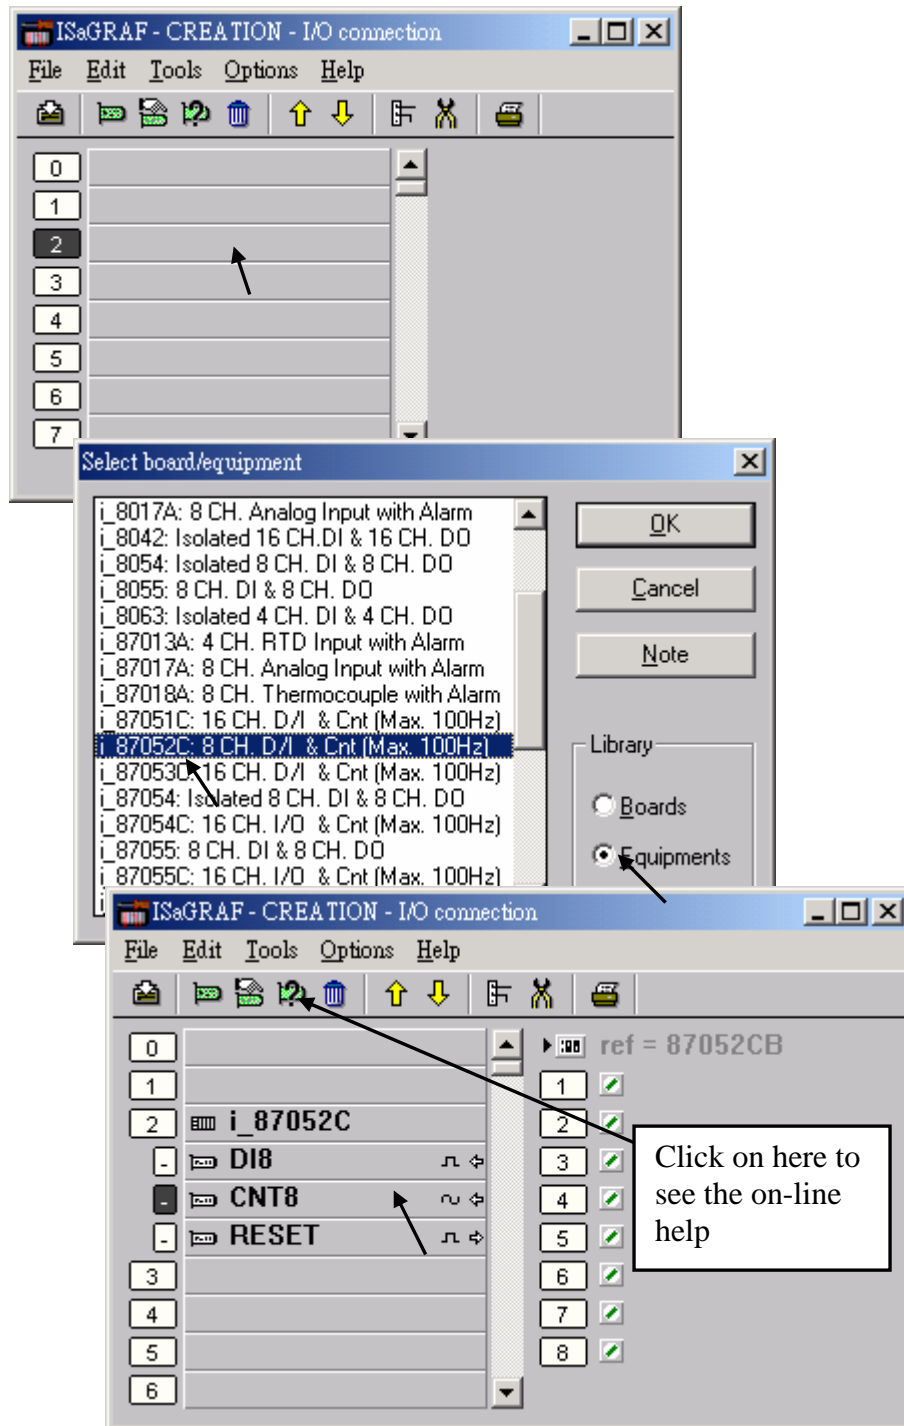 ISaGRAF - CREATION - I/O connection
File Edit Tools Options Help
0
1
2
3
4
5
6
7
Select board/equipment
i_8017A: 8 CH. Analog Input with Alarm
i_8042: Isolated 16 CH.DI & 16 CH. DO
i_8054: Isolated 8 CH. DI & 8 CH. DO
i_8055: 8 CH. DI & 8 CH. DO
i_8063: Isolated 4 CH. DI & 4 CH. DO
i_87013A: 4 CH. RTD Input with Alarm
i_87017A: 8 CH. Analog Input with Alarm
i_87018A: 8 CH. Thermocouple with Alarm
i_87051C: 16 CH. D/I & Cnt (Max. 100Hz)
i_87052C: 8 CH. D/I & Cnt (Max. 100Hz)
i_87053C: 16 CH. D/I & Cnt (Max. 100Hz)
i_87054: Isolated 8 CH. DI & 8 CH. DO
i_87054C: 16 CH. I/O & Cnt (Max. 100Hz)
i_87055: 8 CH. DI & 8 CH. DO
i_87055C: 16 CH. I/O & Cnt (Max. 100Hz)
OK
Cancel
Note
Library
Boards
Equipments
ISaGRAF - CREATION - I/O connection
File Edit Tools Options Help
0
1
2 i_87052C
- DI8
- CNT8
- RESET
3
4
5
6
ref = 87052CB
1
2
3
4
5
6
7
8
Click on here to
see the on-line
help